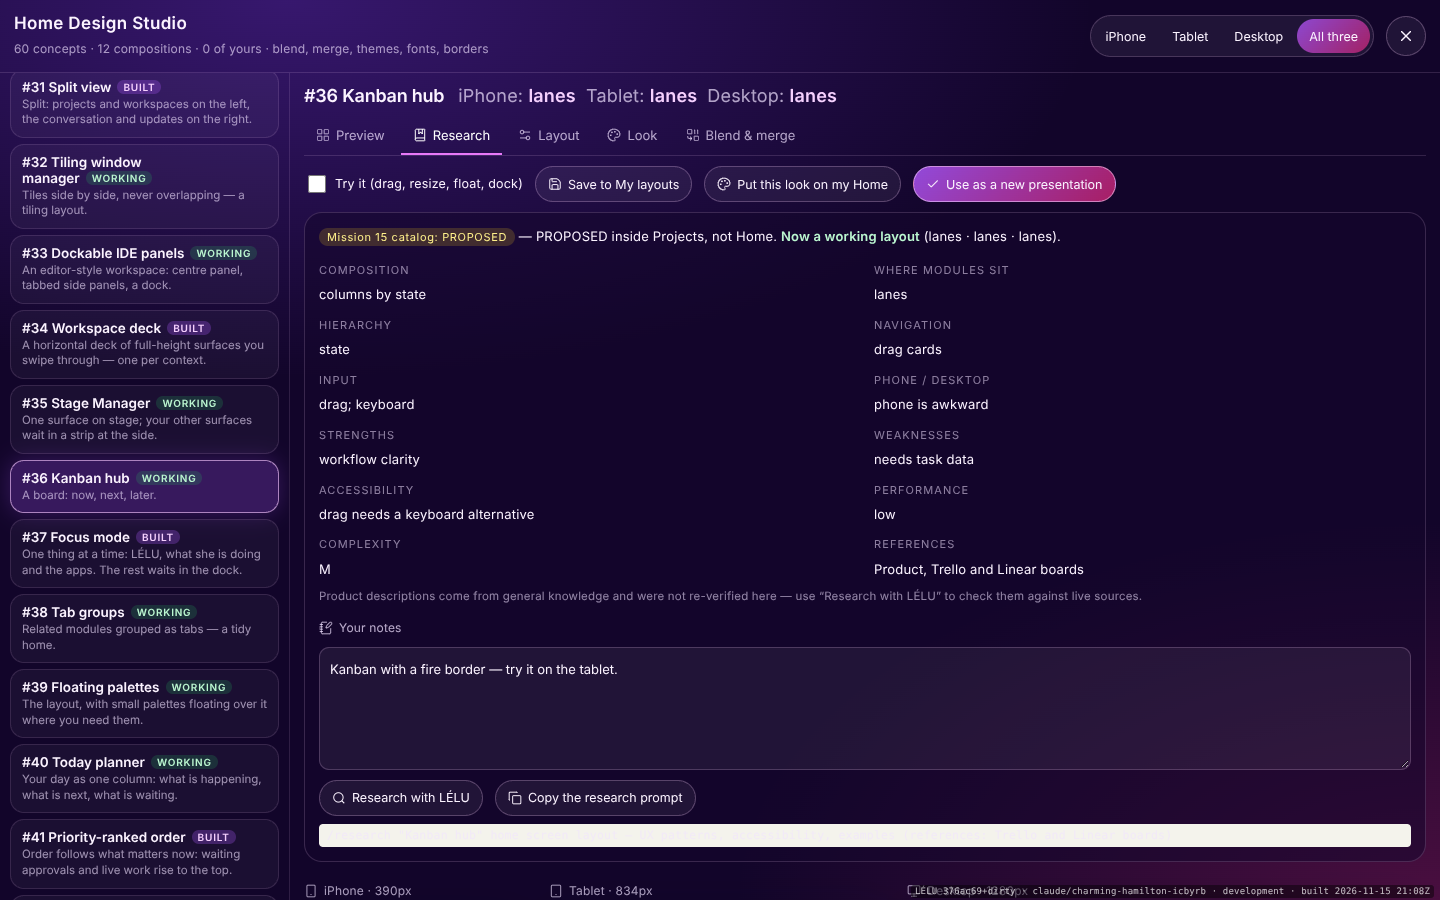 Home Design Studio
60 concepts · 12 compositions · 0 of yours · blend, merge, themes, fonts, borders
iPhone
Tablet
Desktop
All three
#31 Split view BUILT
Split: projects and workspaces on the left,
the conversation and updates on the right.
#32 Tiling window
manager WORKING
Tiles side by side, never overlapping — a
tiling layout.
#33 Dockable IDE panels WORKING
An editor-style workspace: centre panel,
tabbed side panels, a dock.
#34 Workspace deck BUILT
A horizontal deck of full-height surfaces you
swipe through — one per context.
#35 Stage Manager WORKING
One surface on stage; your other surfaces
wait in a strip at the side.
#36 Kanban hub WORKING
A board: now, next, later.
#37 Focus mode BUILT
One thing at a time: LÉLU, what she is doing
and the apps. The rest waits in the dock.
#38 Tab groups WORKING
Related modules grouped as tabs — a tidy
home.
#39 Floating palettes WORKING
The layout, with small palettes floating over it
where you need them.
#40 Today planner WORKING
Your day as one column: what is happening,
what is next, what is waiting.
#41 Priority-ranked order BUILT
Order follows what matters now: waiting
approvals and live work rise to the top.
#36 Kanban hub iPhone: lanes Tablet: lanes Desktop: lanes
Preview
Research
Layout
Look
Blend & merge
Try it (drag, resize, float, dock)
Save to My layouts
Put this look on my Home
Use as a new presentation
Mission 15 catalog: PROPOSED — PROPOSED inside Projects, not Home. Now a working layout (lanes · lanes · lanes).
COMPOSITION
columns by state
WHERE MODULES SIT
lanes
HIERARCHY
state
NAVIGATION
drag cards
INPUT
drag; keyboard
PHONE / DESKTOP
phone is awkward
STRENGTHS
workflow clarity
WEAKNESSES
needs task data
ACCESSIBILITY
drag needs a keyboard alternative
PERFORMANCE
low
COMPLEXITY
M
REFERENCES
Product, Trello and Linear boards
Product descriptions come from general knowledge and were not re-verified here — use “Research with LÉLU” to check them against live sources.
Your notes
Kanban with a fire border — try it on the tablet.
Research with LÉLU
Copy the research prompt
iPhone · 390px
Tablet · 834px
claude/charming-hamilton-icbyrb · development · built 2026-11-15 21:08Z